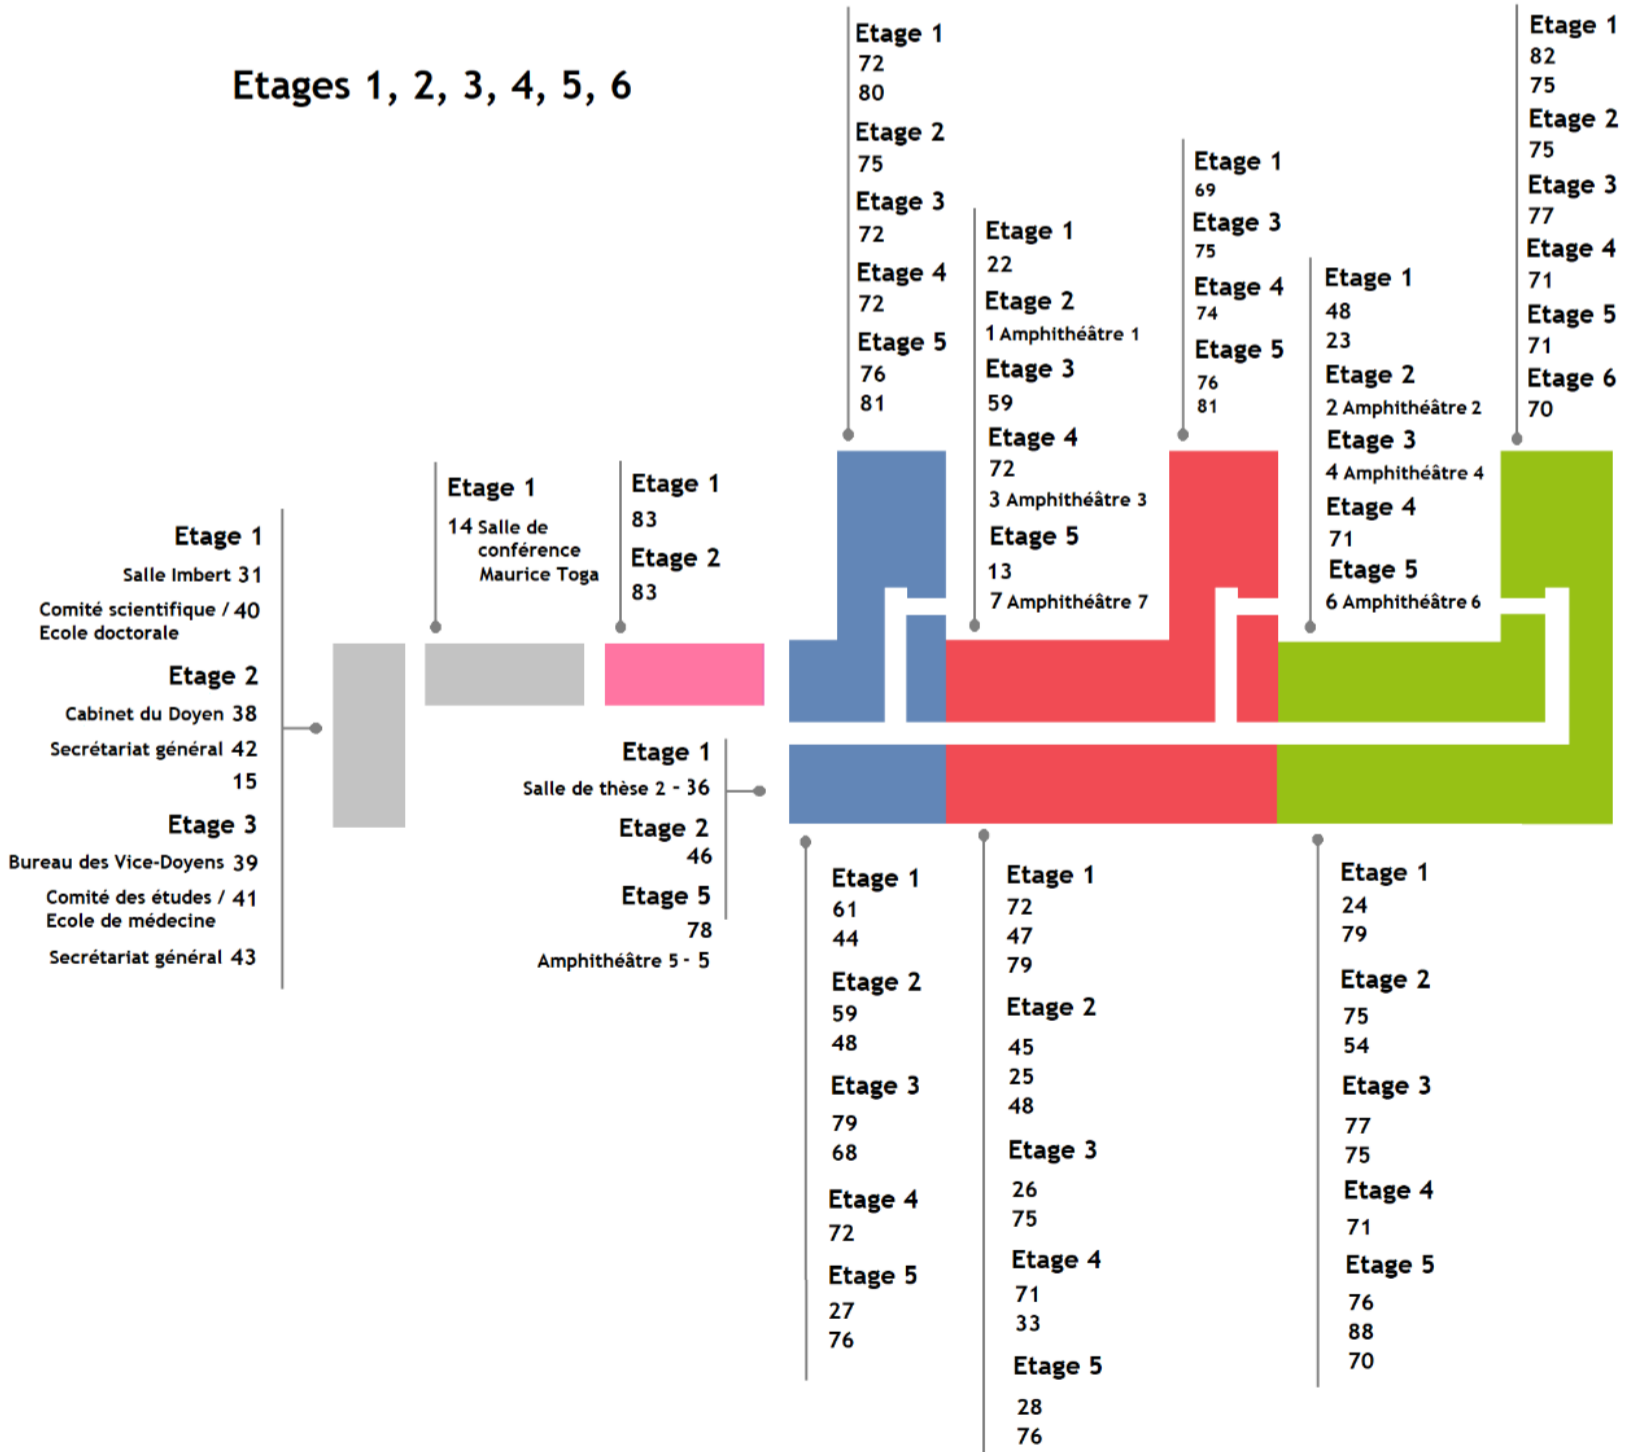 Etages 1, 2, 3, 4, 5, 6
Etage 1
Salle Imbert 31
Comité scientifique / 40
Ecole doctorale
Etage 2
Cabinet du Doyen 38
Secrétariat général 42
15
Etage 3
Bureau des Vice-Doyens 39
Comité des études / 41
Ecole de médecine
Secrétariat général 43
Etage 1
14 Salle de
conférence
Maurice Toga
Etage 1
83
Etage 2
83
Etage 1
Salle de thèse 2 - 36
Etage 2
46
Etage 5
78
Amphithéâtre 5 - 5
Etage 1
72
80
Etage 2
75
Etage 3
72
Etage 4
72
Etage 5
76
81
Etage 1
22
Etage 2
1 Amphithéâtre 1
Etage 3
59
Etage 4
72
3 Amphithéâtre 3
Etage 5
13
7 Amphithéâtre 7
Etage 1
69
Etage 3
75
Etage 4
74
Etage 5
76
81
Etage 1
48
23
Etage 2
2 Amphithéâtre 2
Etage 3
4 Amphithéâtre 4
Etage 4
71
Etage 5
6 Amphithéâtre 6
Etage 1
82
75
Etage 2
75
Etage 3
77
Etage 4
71
Etage 5
71
Etage 6
70
Etage 1
61
44
Etage 2
59
48
Etage 3
79
68
Etage 4
72
Etage 5
27
76
Etage 1
72
47
79
Etage 2
45
25
48
Etage 3
26
75
Etage 4
71
33
Etage 5
28
76
Etage 1
24
79
Etage 2
75
54
Etage 3
77
75
Etage 4
71
Etage 5
76
88
70